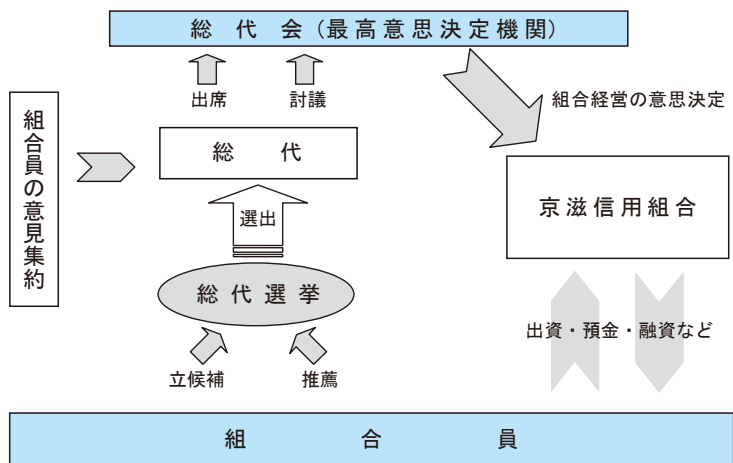 総代会（最高意思決定機関）
出席
討議
組合経営の意思決定
組合員の意見集約
総代
京滋信用組合
選出
総代選挙
出資・預金・融資など
立候補
推薦
組合員